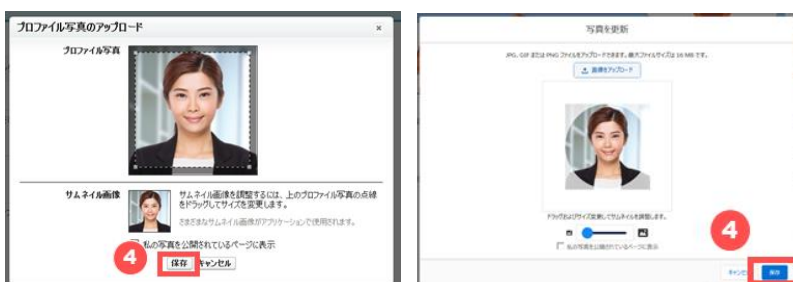 プロファイル写真のアップロード
×
プロファイル写真
サムネイル画像
サムネイル画像を調整するには、上のプロファイル写真の点線
をドラッグしてサイズを変更します。
さまざまなサムネイル画像がアプリケーションで使用されます。
私の写真を公開されているページに表示
4
保存
キャンセル
写真を更新
JPG、GIF または PNG ファイルをアップロードできます。最大ファイルサイズは 16 MB です。
画像をアップロード
ドラッグおよびサイズ変更してサムネイルを調整します。
私の写真を公開されているページに表示
4
保存